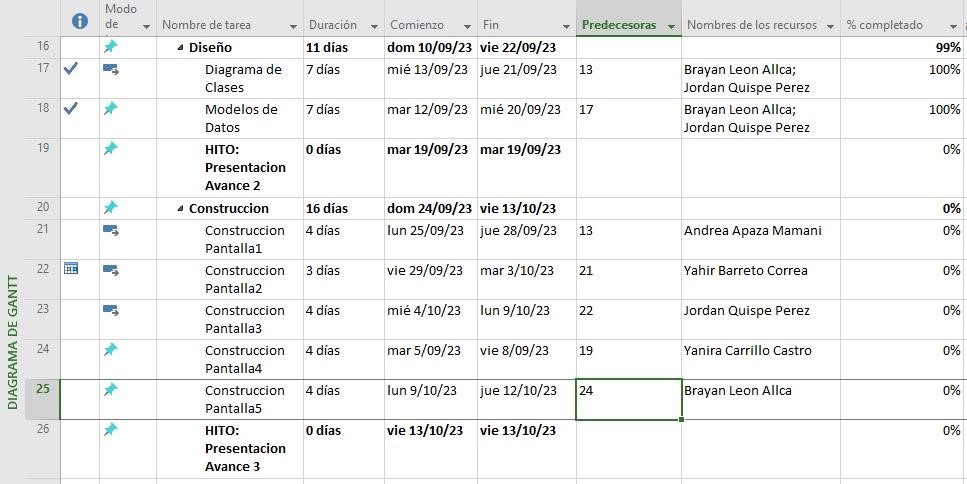 Modo
de
Nombre de tarea Duración Comienzo Fin Predecesoras Nombres de los recursos % completado
16 Diseño 11 días dom 10/09/23 vie 22/09/23 99%
17 Diagrama de 7 días mié 13/09/23 jue 21/09/23 13 Brayan Leon Allca; 100%
Clases Jordan Quispe Perez
18 Modelos de 7 días mar 12/09/23 mié 20/09/23 17 Brayan Leon Allca; 100%
Datos Jordan Quispe Perez
19 HITO: 0 días mar 19/09/23 mar 19/09/23 0%
Presentacion
Avance 2
20 Construccion 16 días dom 24/09/23 vie 13/10/23 0%
21 Construccion 4 días lun 25/09/23 jue 28/09/23 13 Andrea Apaza Mamani 0%
Pantalla1
22 Construccion 3 días vie 29/09/23 mar 3/10/23 21 Yahir Barreto Correa 0%
Pantalla2
23 Construccion 4 días mié 4/10/23 lun 9/10/23 22 Jordan Quispe Perez 0%
Pantalla3
24 Construccion 4 días mar 5/09/23 vie 8/09/23 19 Yanira Carrillo Castro 0%
Pantalla4
25 Construccion 4 días lun 9/10/23 jue 12/10/23 24 Brayan Leon Allca 0%
Pantalla5
26 HITO: 0 días vie 13/10/23 vie 13/10/23 0%
Presentacion
Avance 3
DIAGRAMA DE GANTT